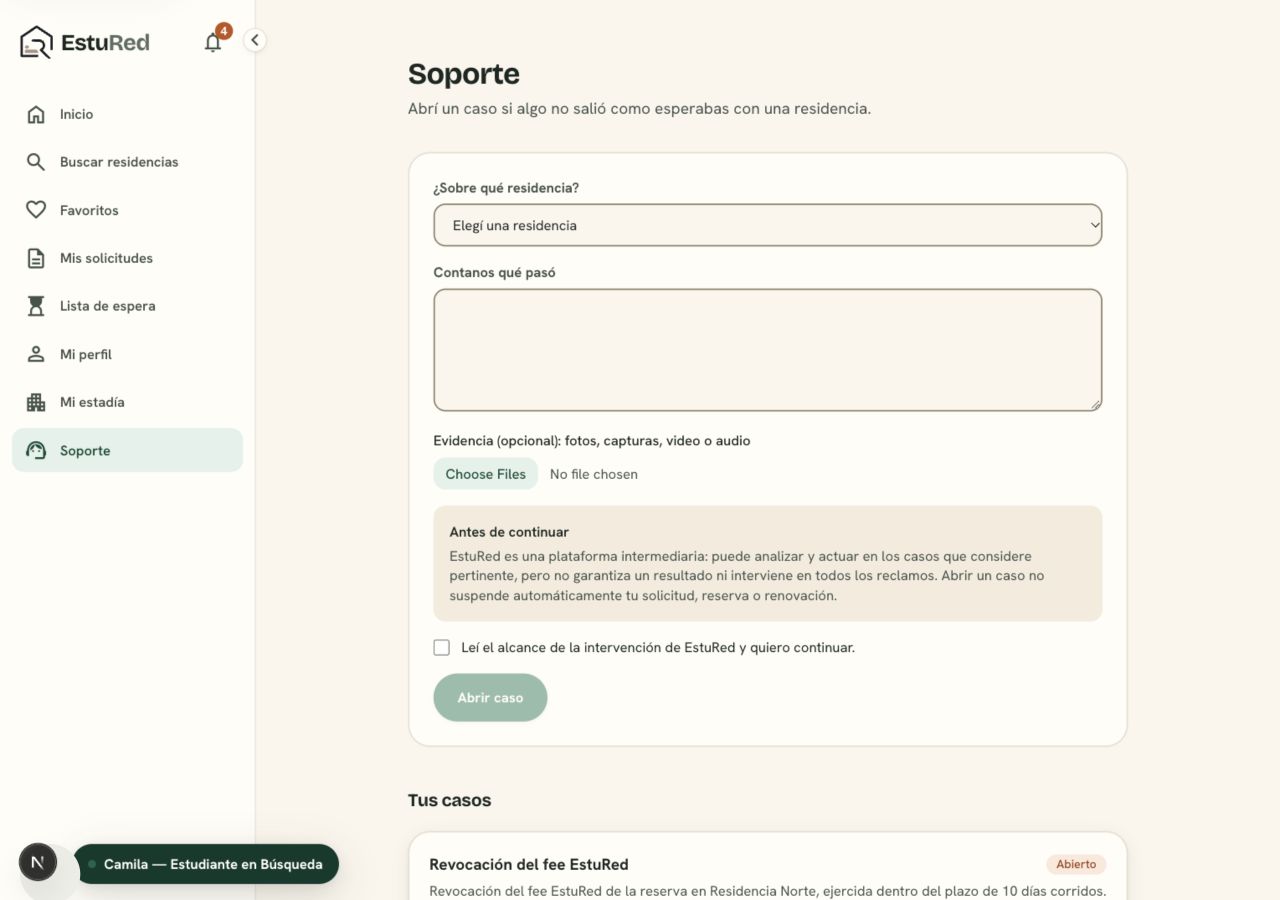 EstuRed
4
Inicio
Buscar residencias
Favoritos
Mis solicitudes
Lista de espera
Mi perfil
Mi estadía
Soporte
N
Camila — Estudiante en Búsqueda
Soporte
Abrí un caso si algo no salió como esperabas con una residencia.
¿Sobre qué residencia?
Elegí una residencia
Contanos qué pasó
Evidencia (opcional): fotos, capturas, video o audio
Choose Files No file chosen
Antes de continuar
EstuRed es una plataforma intermediaria: puede analizar y actuar en los casos que considere
pertinente, pero no garantiza un resultado ni interviene en todos los reclamos. Abrir un caso no
suspende automáticamente tu solicitud, reserva o renovación.
Leí el alcance de la intervención de EstuRed y quiero continuar.
Abrir caso
Tus casos
Revocación del fee EstuRed
Abierto
Revocación del fee EstuRed de la reserva en Residencia Norte, ejercida dentro del plazo de 10 días corridos.